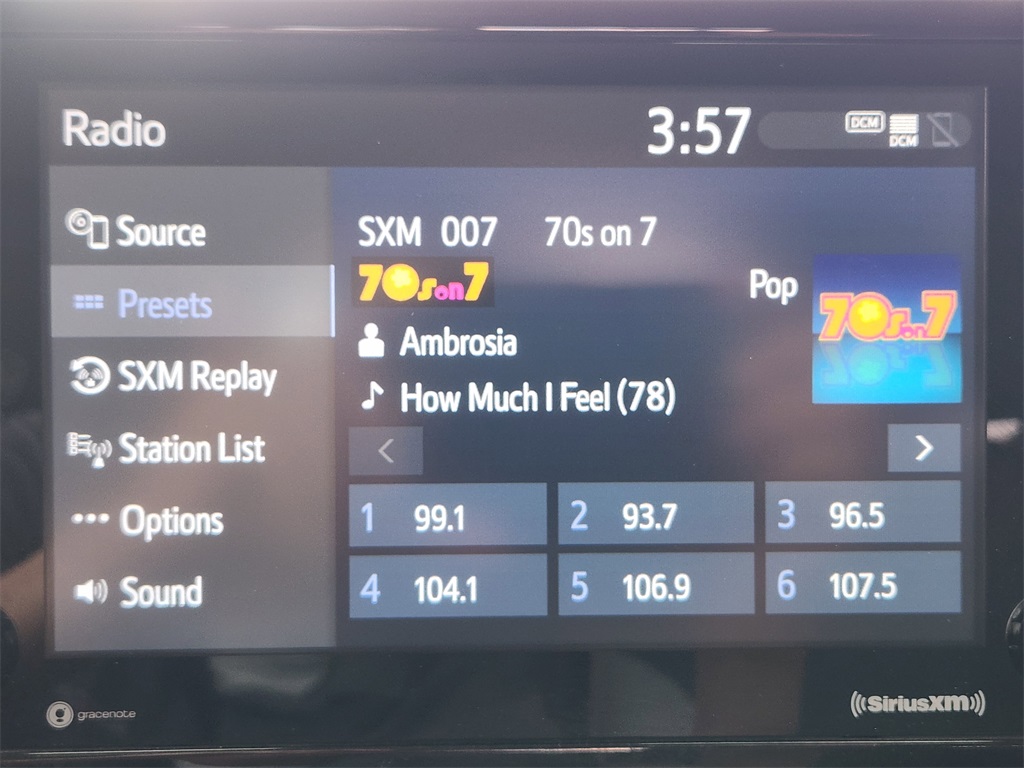 Radio
3:57
DCM
DCM
Source
Presets
SXM Replay
Station List
Options
Sound
SXM 007 70s on 7
70s on 7
Pop
70s on 7
Ambrosia
How Much I Feel (78)
<
>
1 99.1
2 93.7
3 96.5
4 104.1
5 106.9
6 107.5
gracenote
((SiriusXM))